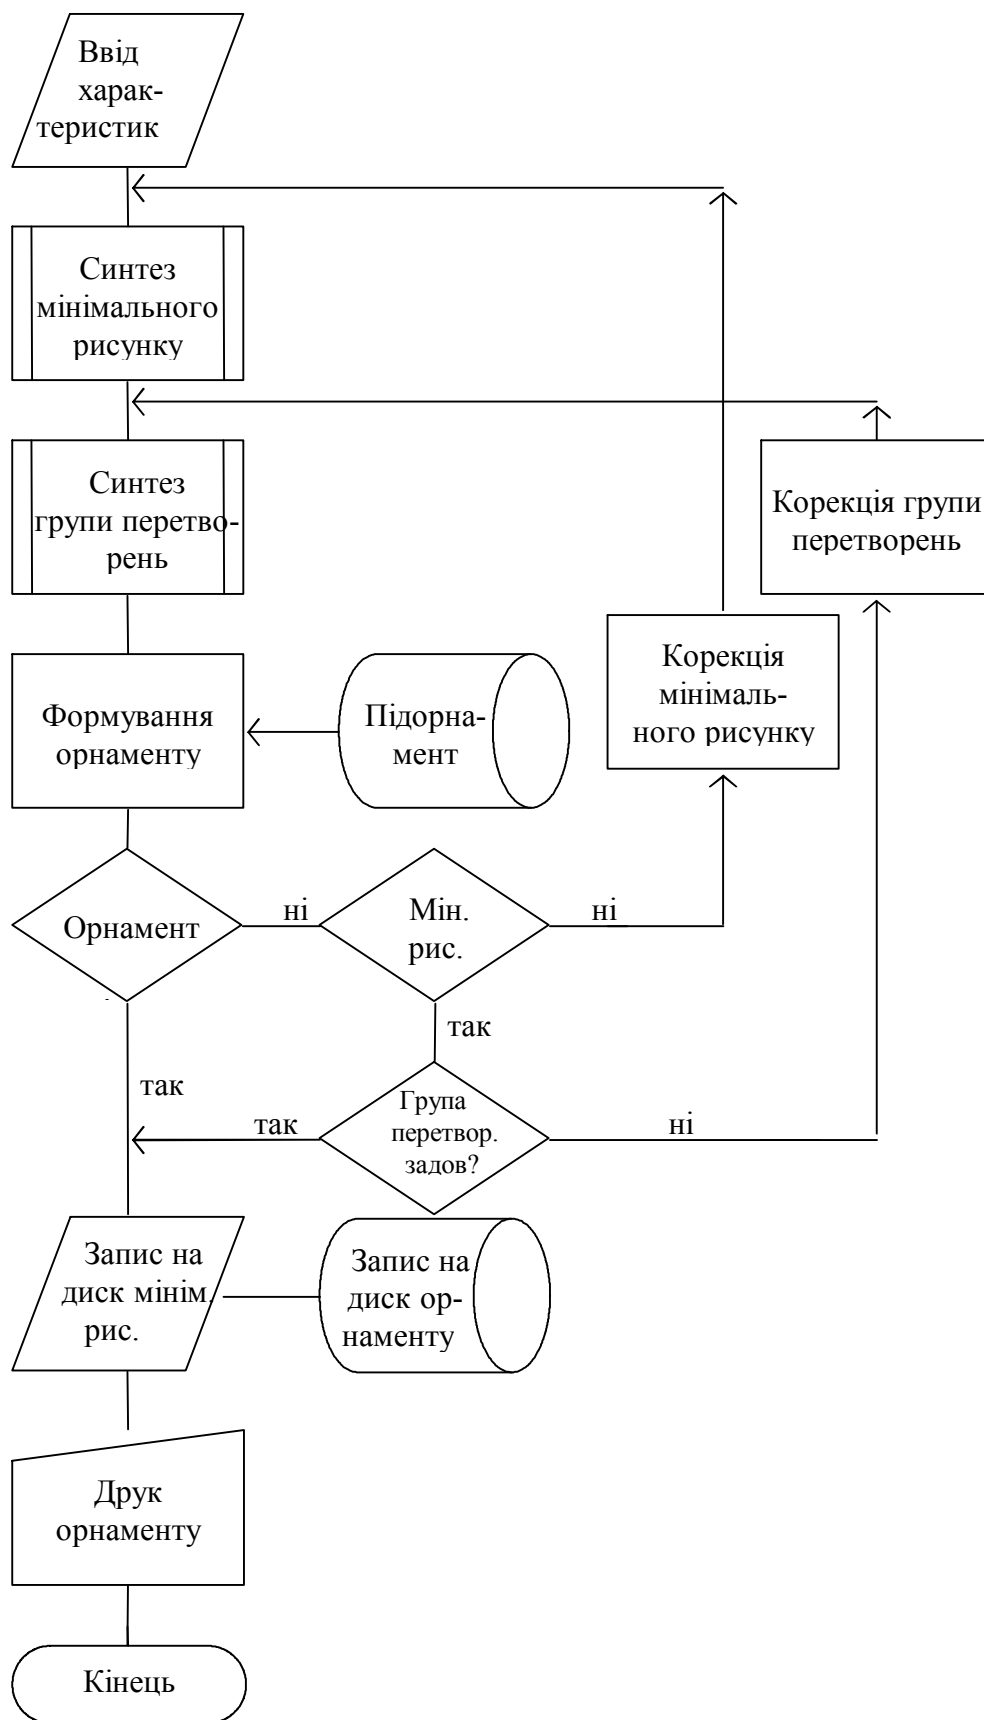 Ввід
харак-
теристик
Синтез
мінімального
рисунку
Синтез
групи перетво-
рень
Корекція групи
перетворень
Формування
орнаменту
Підорна-
мент
Корекція
мінімаль-
ного рисунку
Орнамент
ні
Мін.
рис.
ні
так
так
так
Група
перетвор.
задов?
ні
Запис на
диск мінім.
рис.
Запис на
диск ор-
наменту
Друк
орнаменту
Кінець